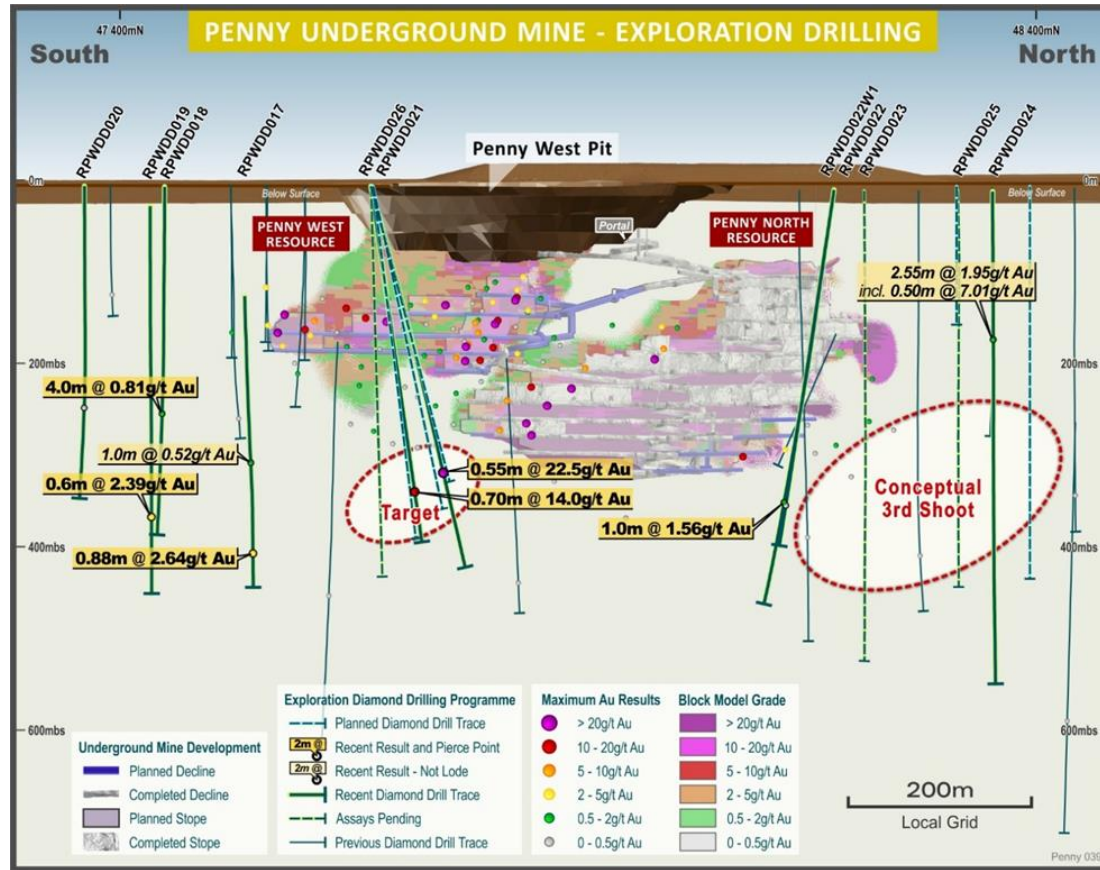 47 400mN
PENNY UNDERGROUND MINE - EXPLORATION DRILLING
48 400mN
South
North
RPWDD020
RPWDD019
RPWDD018
RPWDD017
RPWDD026
RPWDD021
Penny West Pit
RPWDD022W1
RPWDD022
RPWDD023
RPWDD025
RPWDD024
0m
0m
Below Surface
Below Surface
PENNY WEST
RESOURCE
Portal
PENNY NORTH
RESOURCE
2.55m @ 1.95g/t Au
incl. 0.50m @ 7.01g/t Au
200mbs
200mbs
4.0m @ 0.81g/t Au
1.0m @ 0.52g/t Au
0.6m @ 2.39g/t Au
0.88m @ 2.64g/t Au
0.55m @ 22.5g/t Au
0.70m @ 14.0g/t Au
Target
1.0m @ 1.56g/t Au
Conceptual
3rd Shoot
400mbs
400mbs
600mbs
600mbs
Underground Mine Development
Planned Decline
Completed Decline
Planned Stope
Completed Stope
Exploration Diamond Drilling Programme
Planned Diamond Drill Trace
2m @
Recent Result and Pierce Point
2m @
Recent Result - Not Lode
Recent Diamond Drill Trace
Assays Pending
Previous Diamond Drill Trace
Maximum Au Results
> 20g/t Au
10 - 20g/t Au
5 - 10g/t Au
2 - 5g/t Au
0.5 - 2g/t Au
0 - 0.5g/t Au
Block Model Grade
> 20g/t Au
10 - 20g/t Au
5 - 10g/t Au
2 - 5g/t Au
0.5 - 2g/t Au
0 - 0.5g/t Au
200m
Local Grid
Penny 039